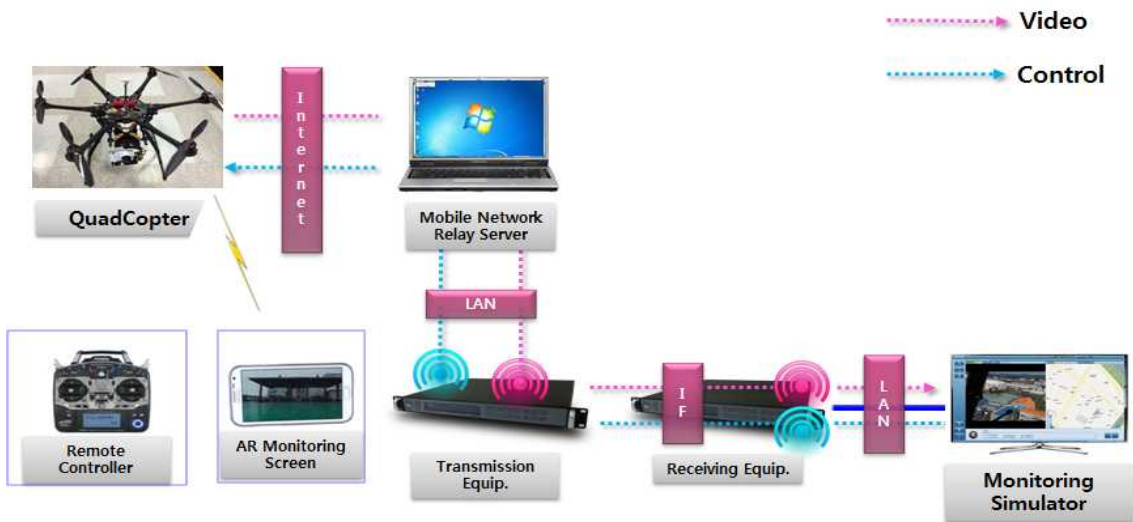 Video
Control
Internet
QuadCopter
Mobile Network
Relay Server
LAN
IF
LAN
Remote
Controller
AR Monitoring
Screen
Transmission
Equip.
Receiving Equip.
Monitoring
Simulator